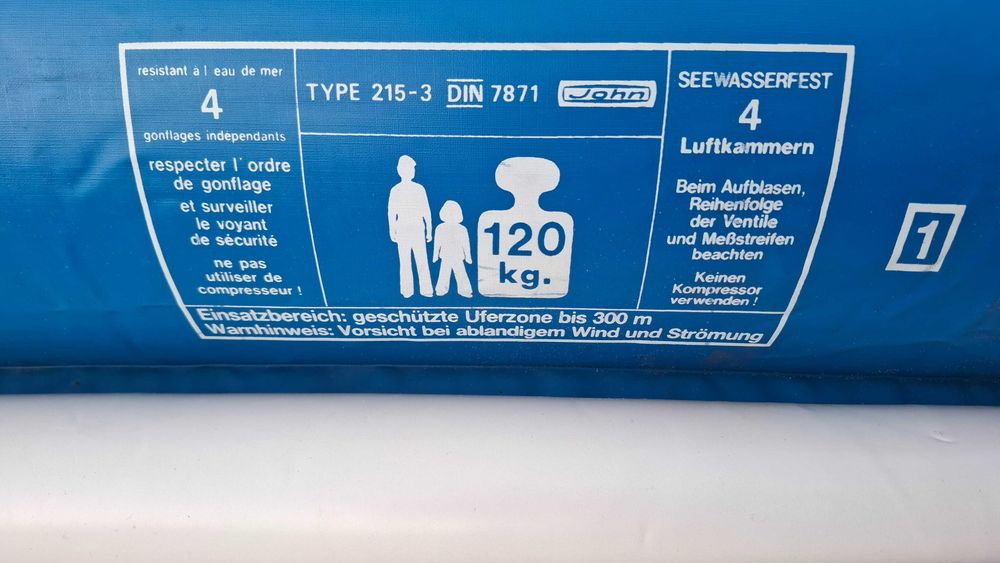 resistant à l eau de mer
4
gonflages indépendants
respecter l' ordre
de gonflage
et surveiller
le voyant
de sécurité
ne pas
utiliser de
compresseur !
TYPE 215-3 DIN 7871 John
120
kg.
SEEWASSERFEST
4
Luftkammern
Beim Aufblasen,
Reihenfolge
der Ventile
und Meßstreifen
beachten
Keinen
Kompressor
verwenden !
Einsatzbereich: geschützte Uferzone bis 300 m
Warnhinweis: Vorsicht bei ablandigem Wind und Strömung
1